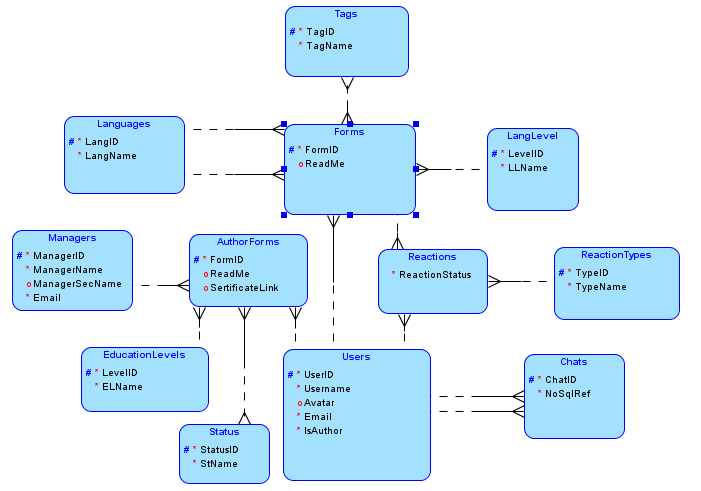 Tags
# * TagID
* TagName
Languages
# * LangID
* LangName
Forms
# * FormID
o ReadMe
LangLevel
# * LevelID
* LLName
Managers
# * ManagerID
* ManagerName
o ManagerSecName
* Email
AuthorForms
# * FormID
o ReadMe
o SertificateLink
Reactions
* ReactionStatus
ReactionTypes
# * TypeID
* TypeName
EducationLevels
# * LevelID
* ELName
Users
# * UserID
* Username
o Avatar
* Email
* IsAuthor
Chats
# * ChatID
* NoSqlRef
Status
# * StatusID
* StName